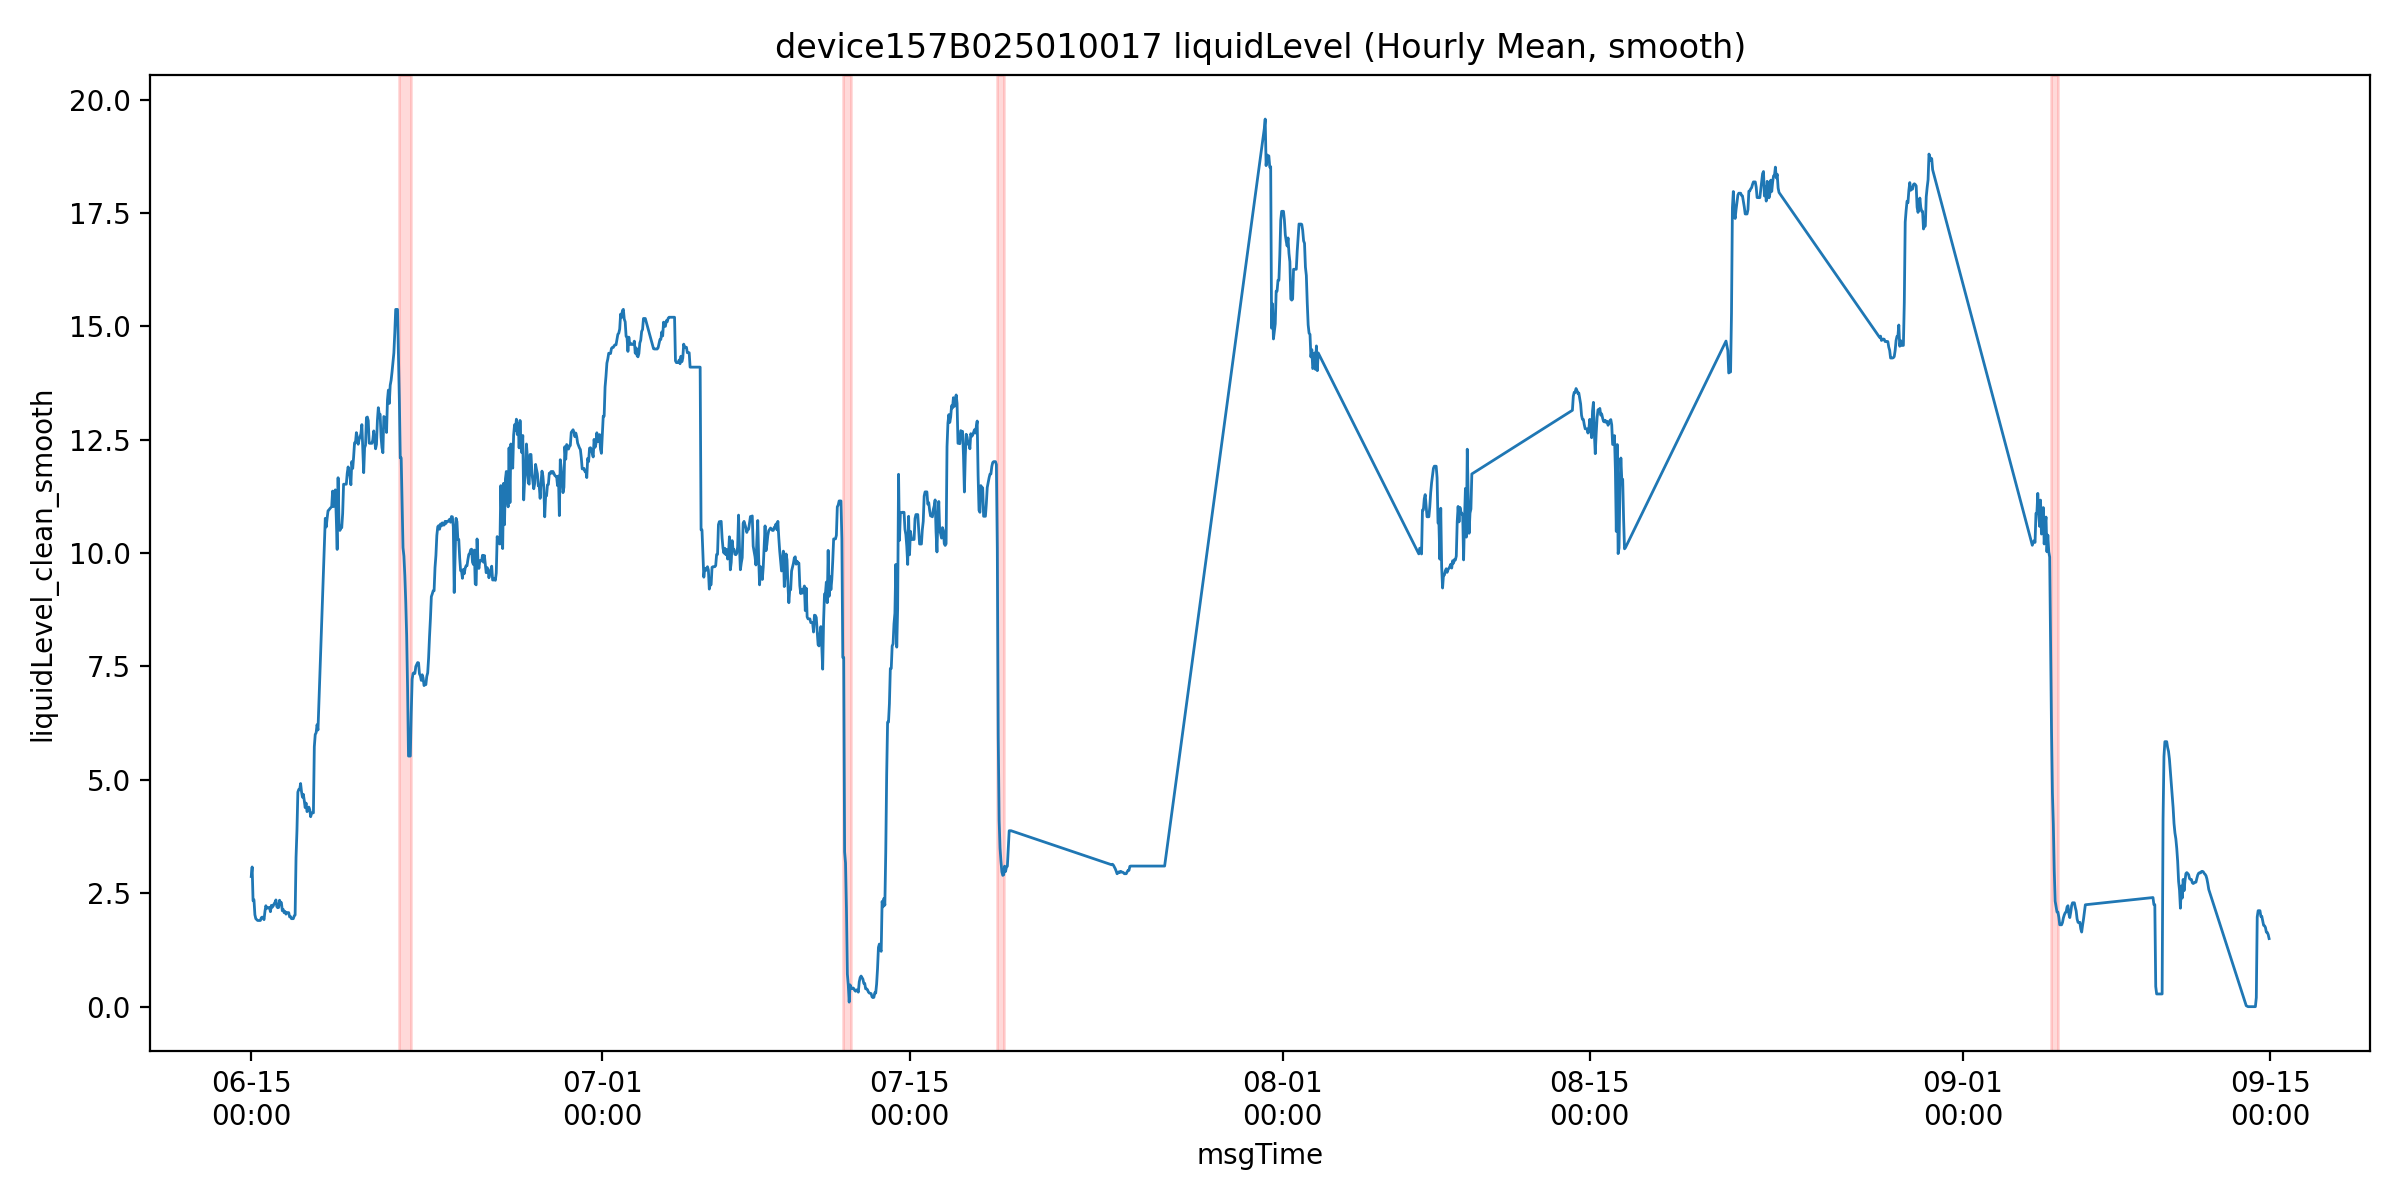 device157B025010017 liquidLevel (Hourly Mean, smooth)
liquidLevel_clean_smooth
20.0
17.5
15.0
12.5
10.0
7.5
5.0
2.5
0.0
06-15 07-01 07-15 08-01 08-15 09-01 09-15
00:00 00:00 00:00 00:00 00:00 00:00 00:00
msgTime